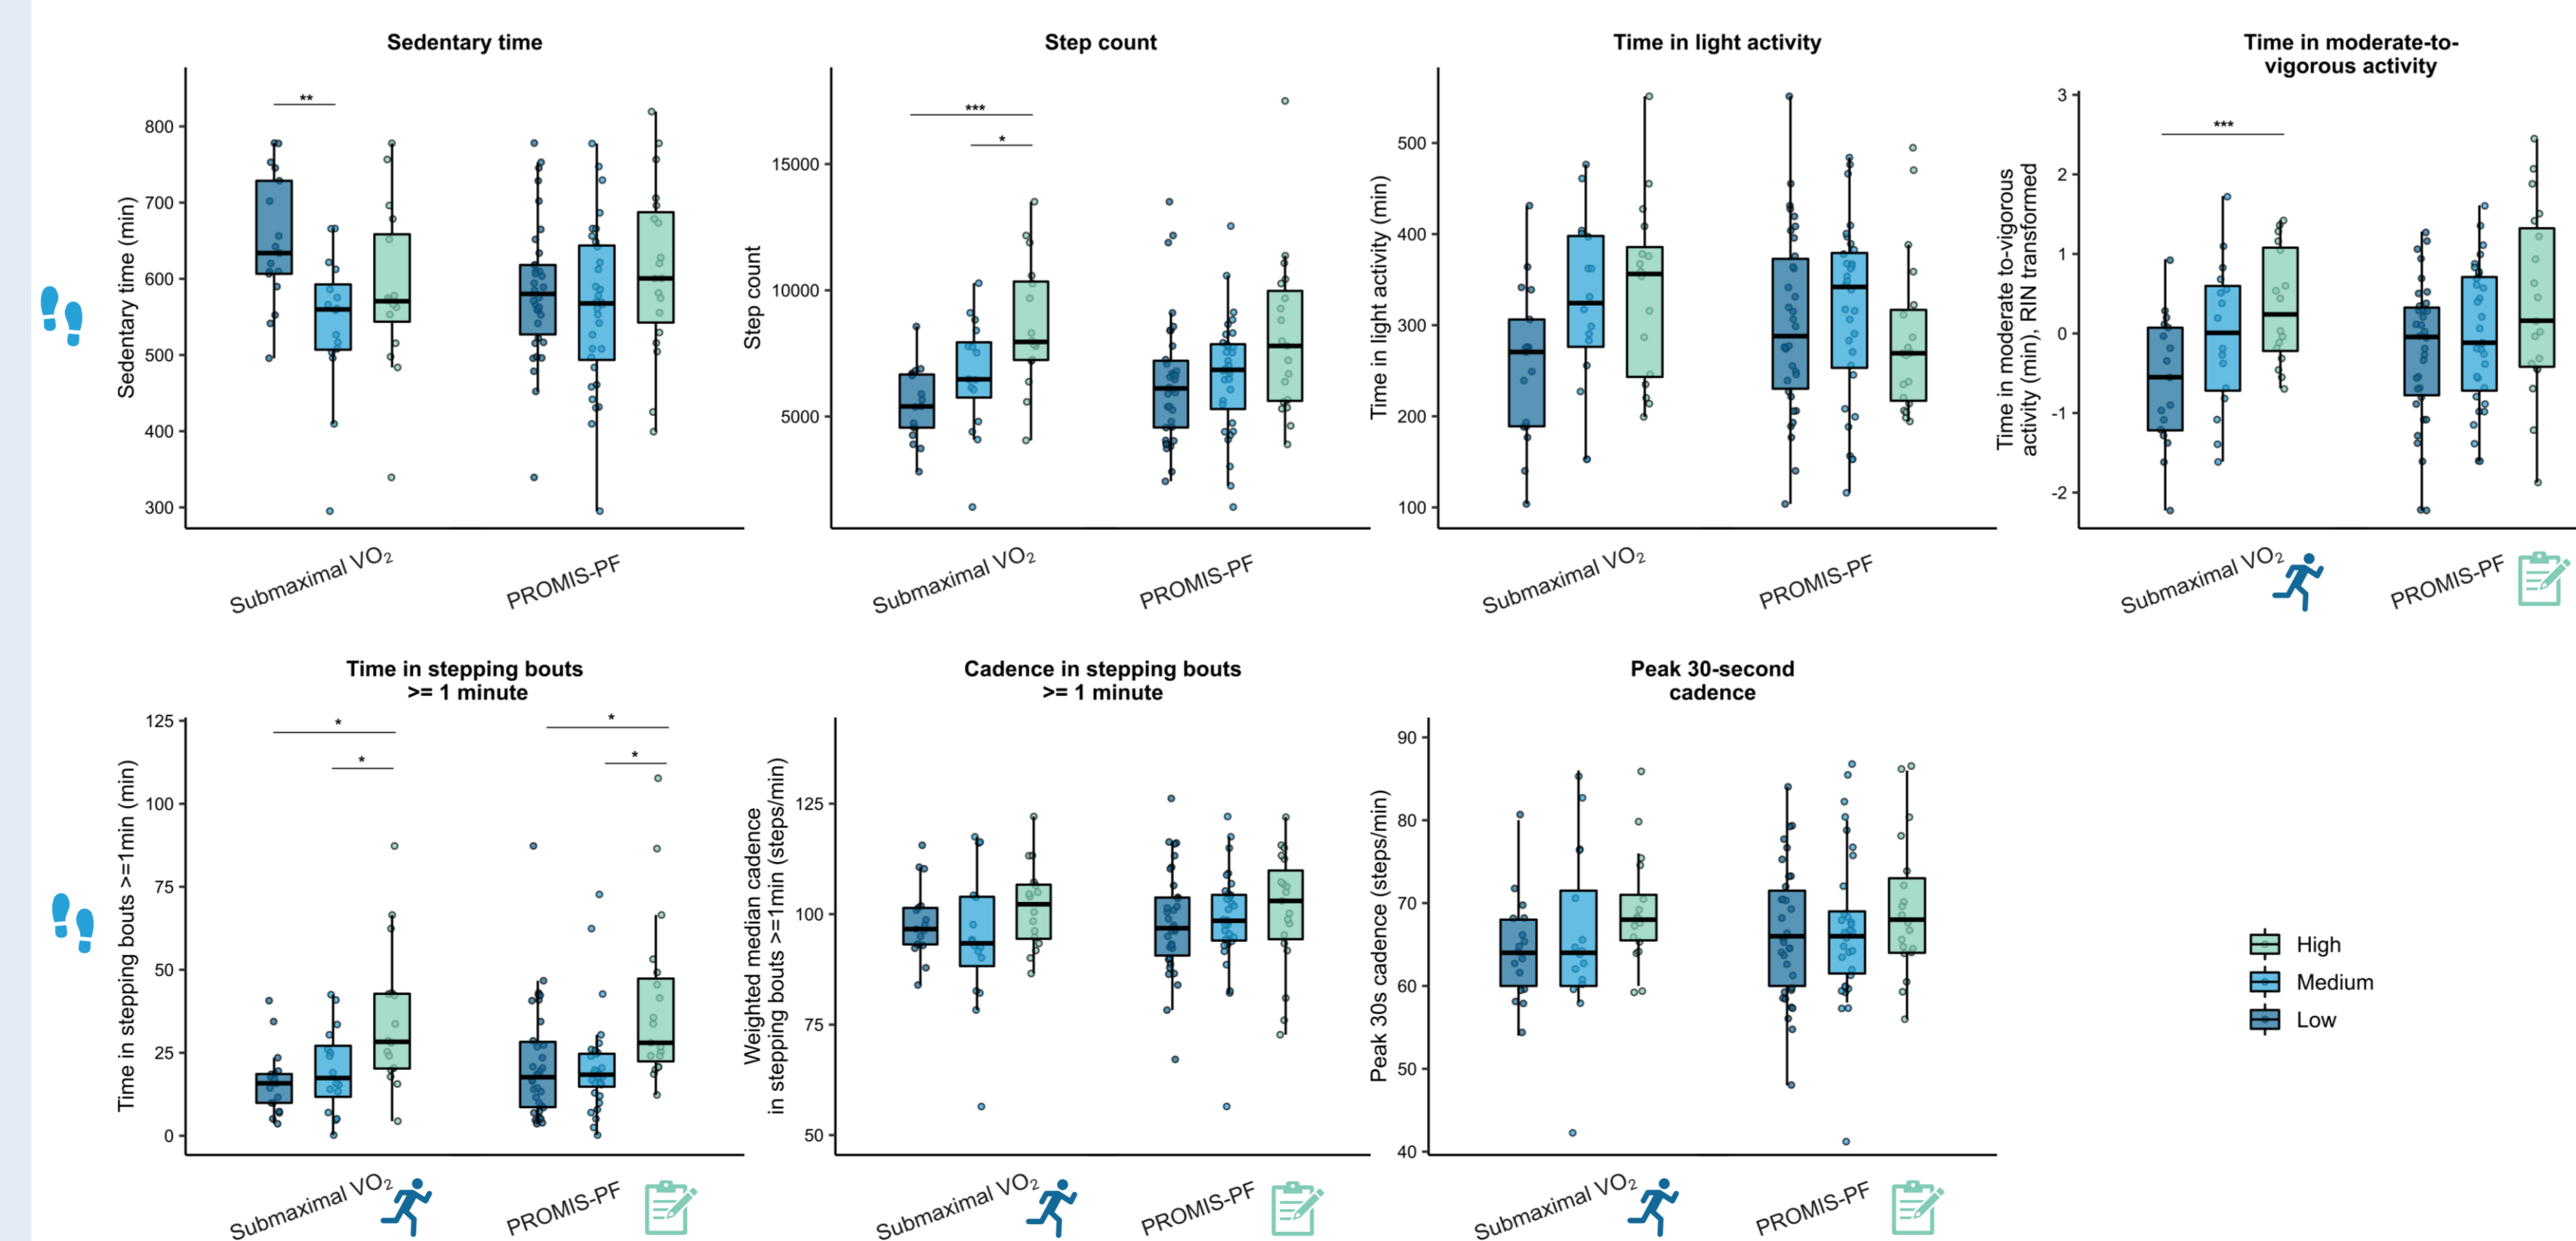 Sedentary time
Sedentary time (min)
800
700
600
500
400
300
**
Submaximal VO₂
PROMIS-PF
Step count
Step count
15000
10000
5000
***
*
Submaximal VO₂
PROMIS-PF
Time in light activity
Time in light activity (min)
500
400
300
200
100
Submaximal VO₂
PROMIS-PF
Time in moderate-to-
vigorous activity
Time in moderate to-vigorous
activity (min), RIN transformed
3
2
1
0
-1
-2
***
Submaximal VO₂
PROMIS-PF
Time in stepping bouts
>= 1 minute
Time in stepping bouts >=1min (min)
125
100
75
50
25
0
*
*
*
*
Submaximal VO₂
PROMIS-PF
Cadence in stepping bouts
>= 1 minute
Weighted median cadence
in stepping bouts >=1min (steps/min)
125
100
75
50
Submaximal VO₂
PROMIS-PF
Peak 30-second
cadence
Peak 30s cadence (steps/min)
90
80
70
60
50
40
Submaximal VO₂
PROMIS-PF
High
Medium
Low